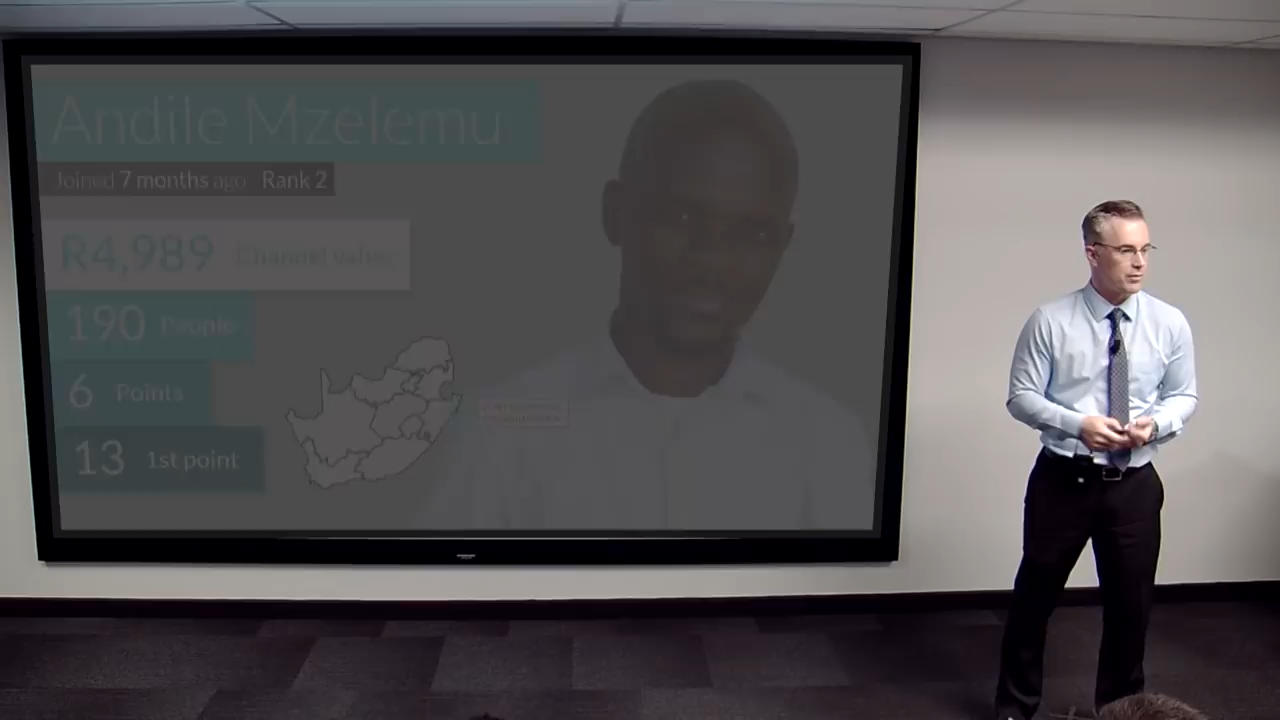 Andile Mzelemu
Joined 7 months ago Rank 2
R4,989 Channel value
190 People
6 Points
13 1st point